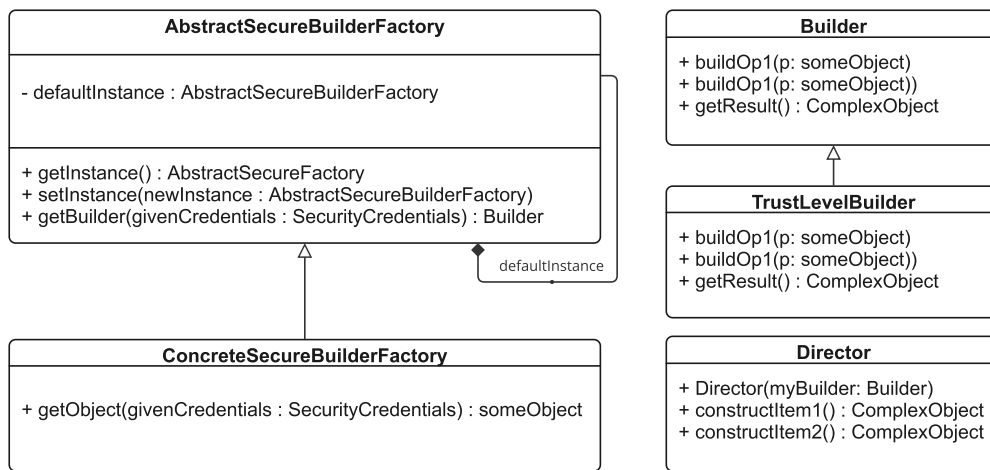 AbstractSecureBuilderFactory
- defaultInstance : AbstractSecureBuilderFactory
+ getInstance() : AbstractSecureFactory
+ setInstance(newInstance : AbstractSecureBuilderFactory)
+ getBuilder(givenCredentials : SecurityCredentials) : Builder
defaultInstance
ConcreteSecureBuilderFactory
+ getObject(givenCredentials : SecurityCredentials) : someObject
Builder
+ buildOp1(p: someObject)
+ buildOp1(p: someObject))
+ getResult() : ComplexObject
TrustLevelBuilder
+ buildOp1(p: someObject)
+ buildOp1(p: someObject))
+ getResult() : ComplexObject
Director
+ Director(myBuilder: Builder)
+ constructItem1() : ComplexObject
+ constructItem2() : ComplexObject